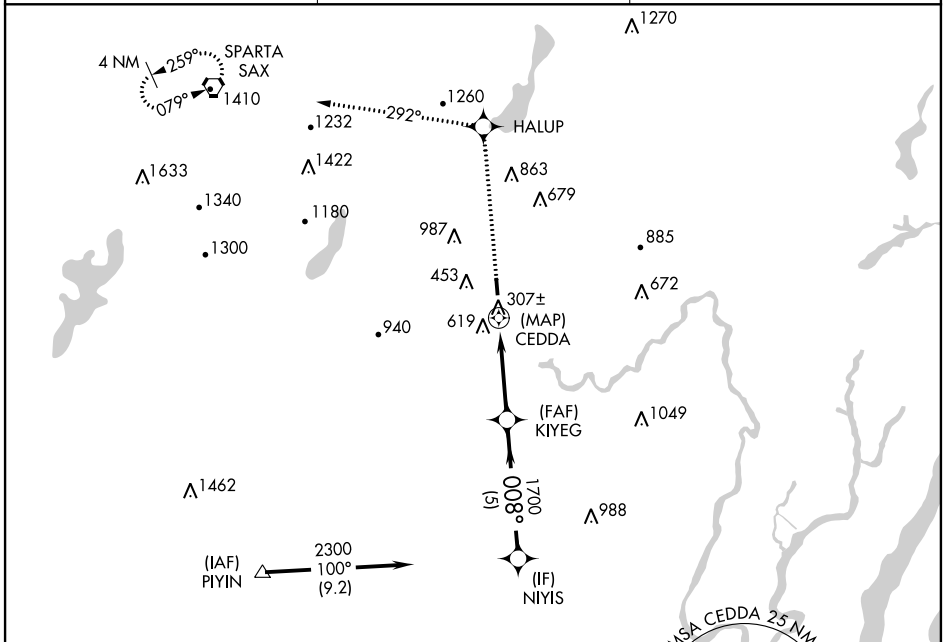 1270
SPARTA
SAX
4 NM
259°
079°
1410
1260
292°
HALUP
1232
1422
863
1633
679
1340
1180
987
885
1300
453
672
307±
(MAP)
CEDDA
619
940
(FAF)
KIYEG
1049
1462
1700
008°
(5)
988
(IAF)
PIYIN
2300
100°
(9.2)
(IF)
NIYIS
MSA CEDDA 25 NM